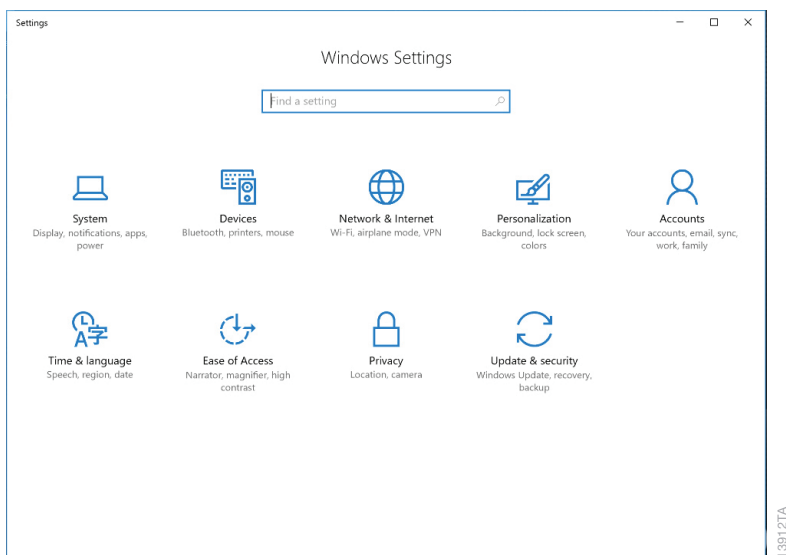 Settings
Windows Settings
Find a setting
System
Display, notifications, apps,
power
Devices
Bluetooth, printers, mouse
Network & Internet
Wi-Fi, airplane mode, VPN
Personalization
Background, lock screen,
colors
Accounts
Your accounts, email, sync,
work, family
A字
Time & language
Speech, region, date
Ease of Access
Narrator, magnifier, high
contrast
Privacy
Location, camera
Update & security
Windows Update, recovery,
backup
13912TA